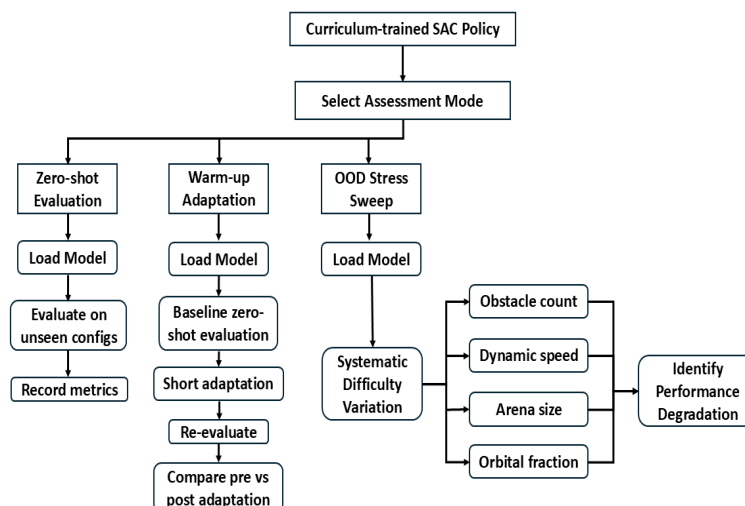 Curriculum-trained SAC Policy
Select Assessment Mode
Zero-shot
Evaluation
Load Model
Evaluate on
unseen configs
Record metrics
Warm-up
Adaptation
Load Model
Baseline zero-
shot evaluation
Short adaptation
Re-evaluate
Compare pre vs
post adaptation
OOD Stress
Sweep
Load Model
Systematic
Difficulty
Variation
Obstacle count
Dynamic speed
Arena size
Orbital fraction
Identify
Performance
Degradation